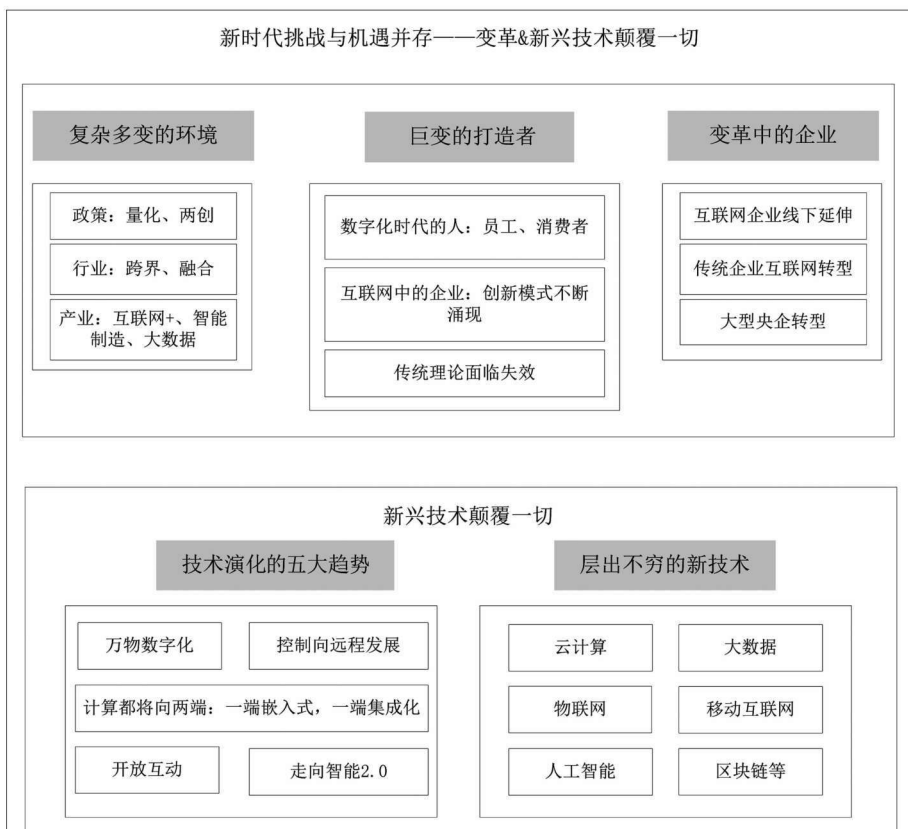 新时代挑战与机遇并存——变革&新兴技术颠覆一切
复杂多变的环境
政策：量化、两创
行业：跨界、融合
产业：互联网+、智能
制造、大数据
巨变的打造者
数字化时代的人：员工、消费者
互联网中的企业：创新模式不断
涌现
传统理论面临失效
变革中的企业
互联网企业线下延伸
传统企业互联网转型
大型央企转型
新兴技术颠覆一切
技术演化的五大趋势
万物数字化
控制向远程发展
计算都将向两端：一端嵌入式，一端集成化
开放互动
走向智能2.0
层出不穷的新技术
云计算
大数据
物联网
移动互联网
人工智能
区块链等